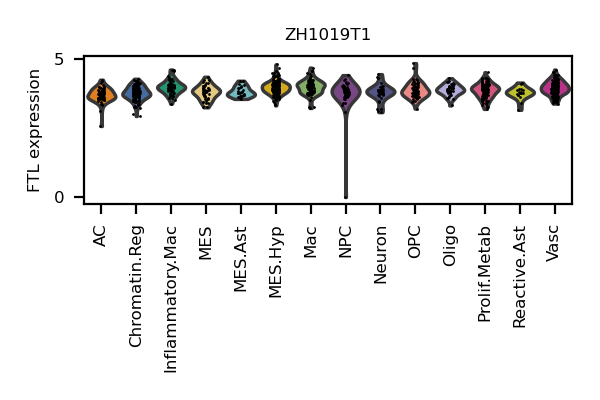 ZH1019T1
FTL expression
5
0
AC
Chromatin.Reg
Inflammatory.Mac
MES
MES.Ast
MES.Hyp
Mac
NPC
Neuron
OPC
Oligo
Prolif.Metab
Reactive.Ast
Vasc